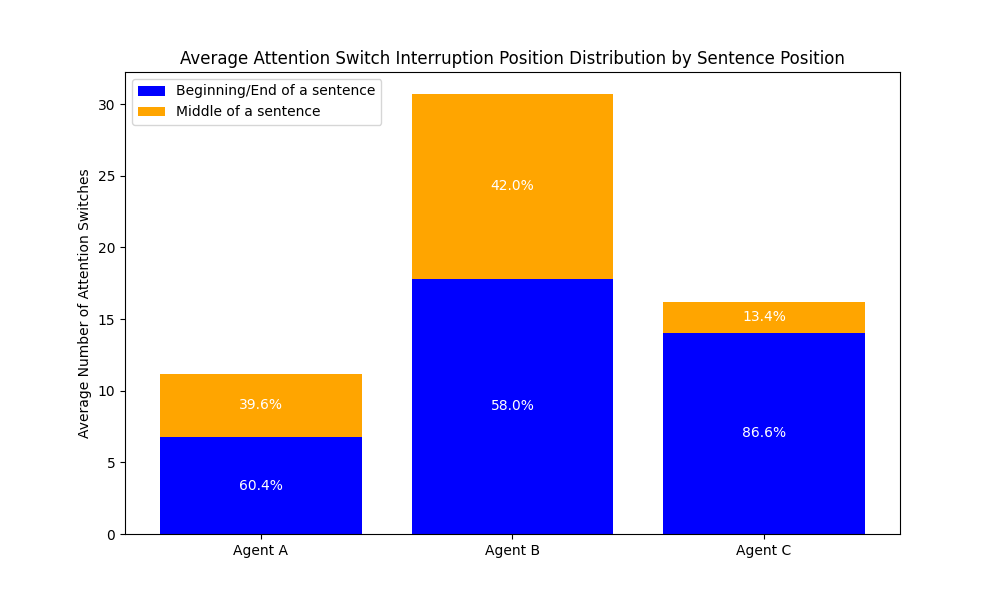 Average Attention Switch Interruption Position Distribution by Sentence Position
Beginning/End of a sentence
Middle of a sentence
Average Number of Attention Switches
30
25
20
15
10
5
0
39.6%
60.4%
42.0%
58.0%
13.4%
86.6%
Agent A
Agent B
Agent C